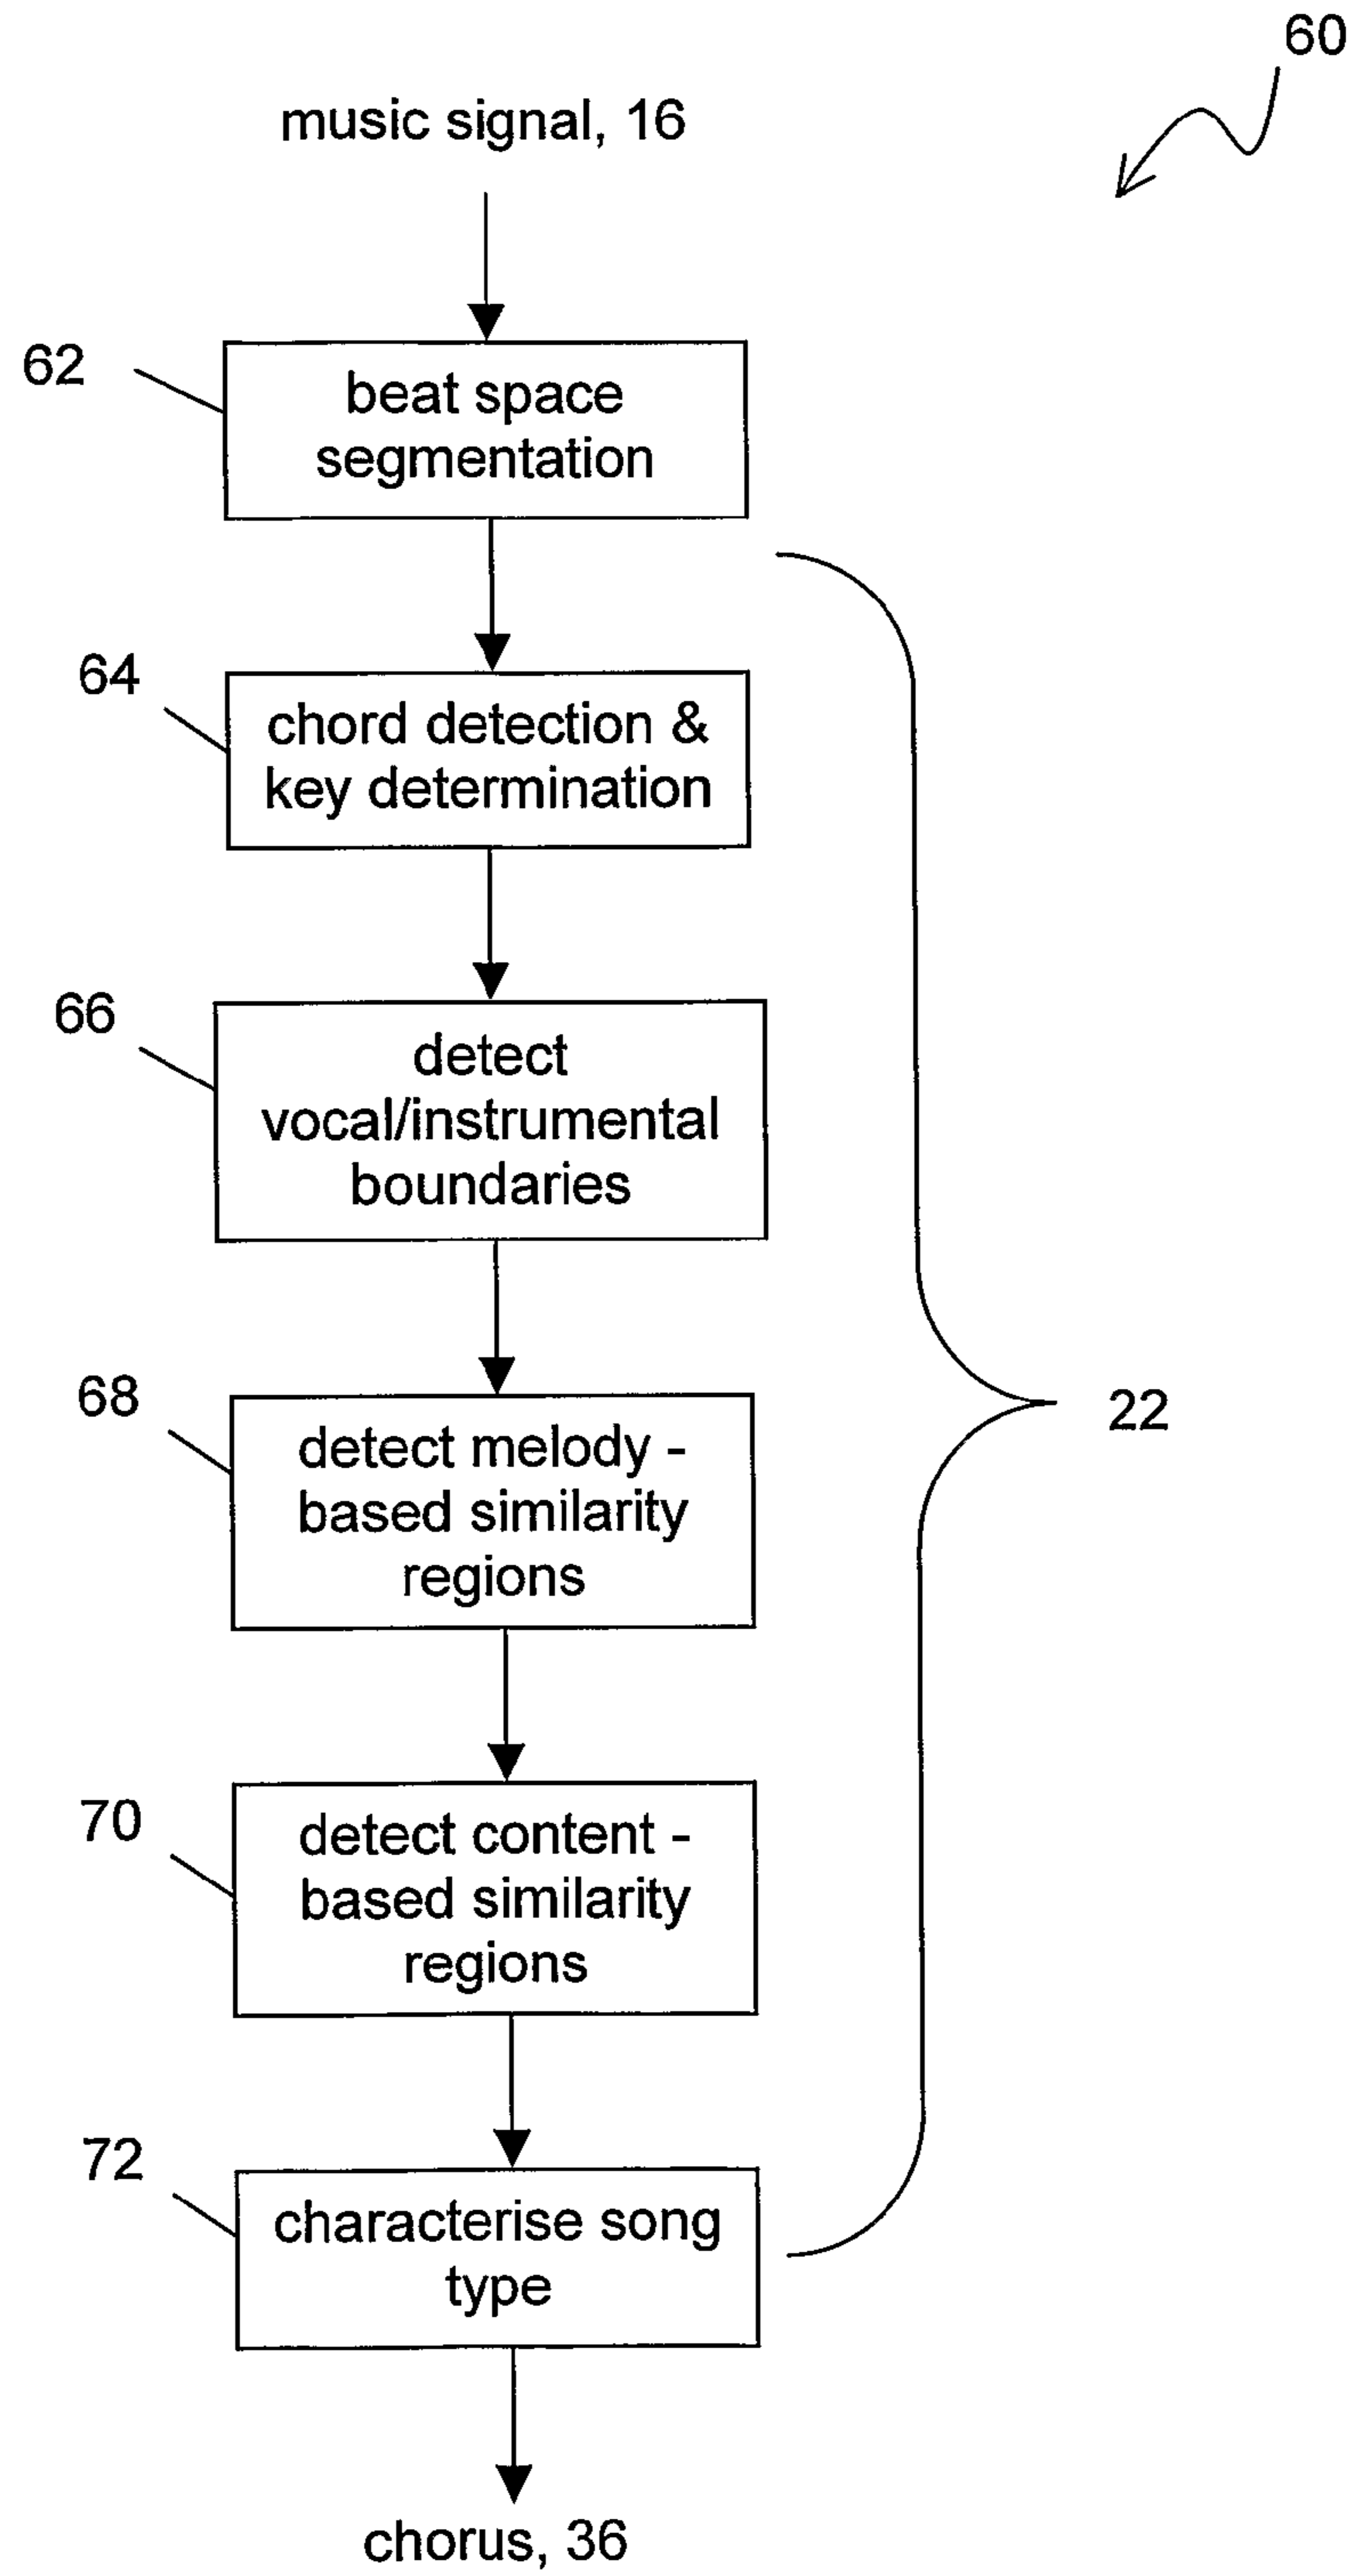 60
music signal, 16
62
beat space
segmentation
64
chord detection &
key determination
66
detect
vocal/instrumental
boundaries
68
detect melody -
based similarity
regions
22
70
detect content -
based similarity
regions
72
characterise song
type
chorus, 36